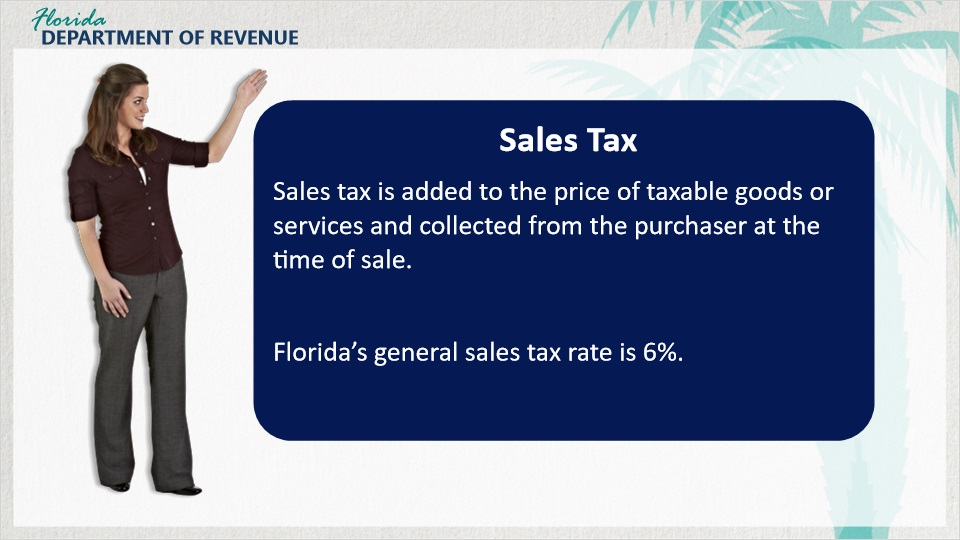 Florida
DEPARTMENT OF REVENUE
Sales Tax
Sales tax is added to the price of taxable goods or
services and collected from the purchaser at the
time of sale.
Florida’s general sales tax rate is 6%.